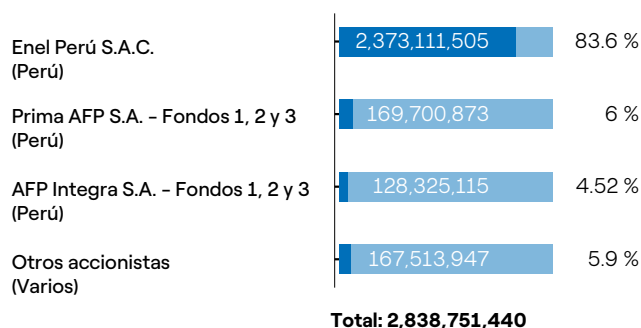 Enel Perú S.A.C. 2,373,111,505 83.6 %
(Perú)
Prima AFP S.A. - Fondos 1, 2 y 3 169,700,873 6 %
(Perú)
AFP Integra S.A. - Fondos 1, 2 y 3 128,325,115 4.52 %
(Perú)
Otros accionistas 167,513,947 5.9 %
(Varios)
Total: 2,838,751,440